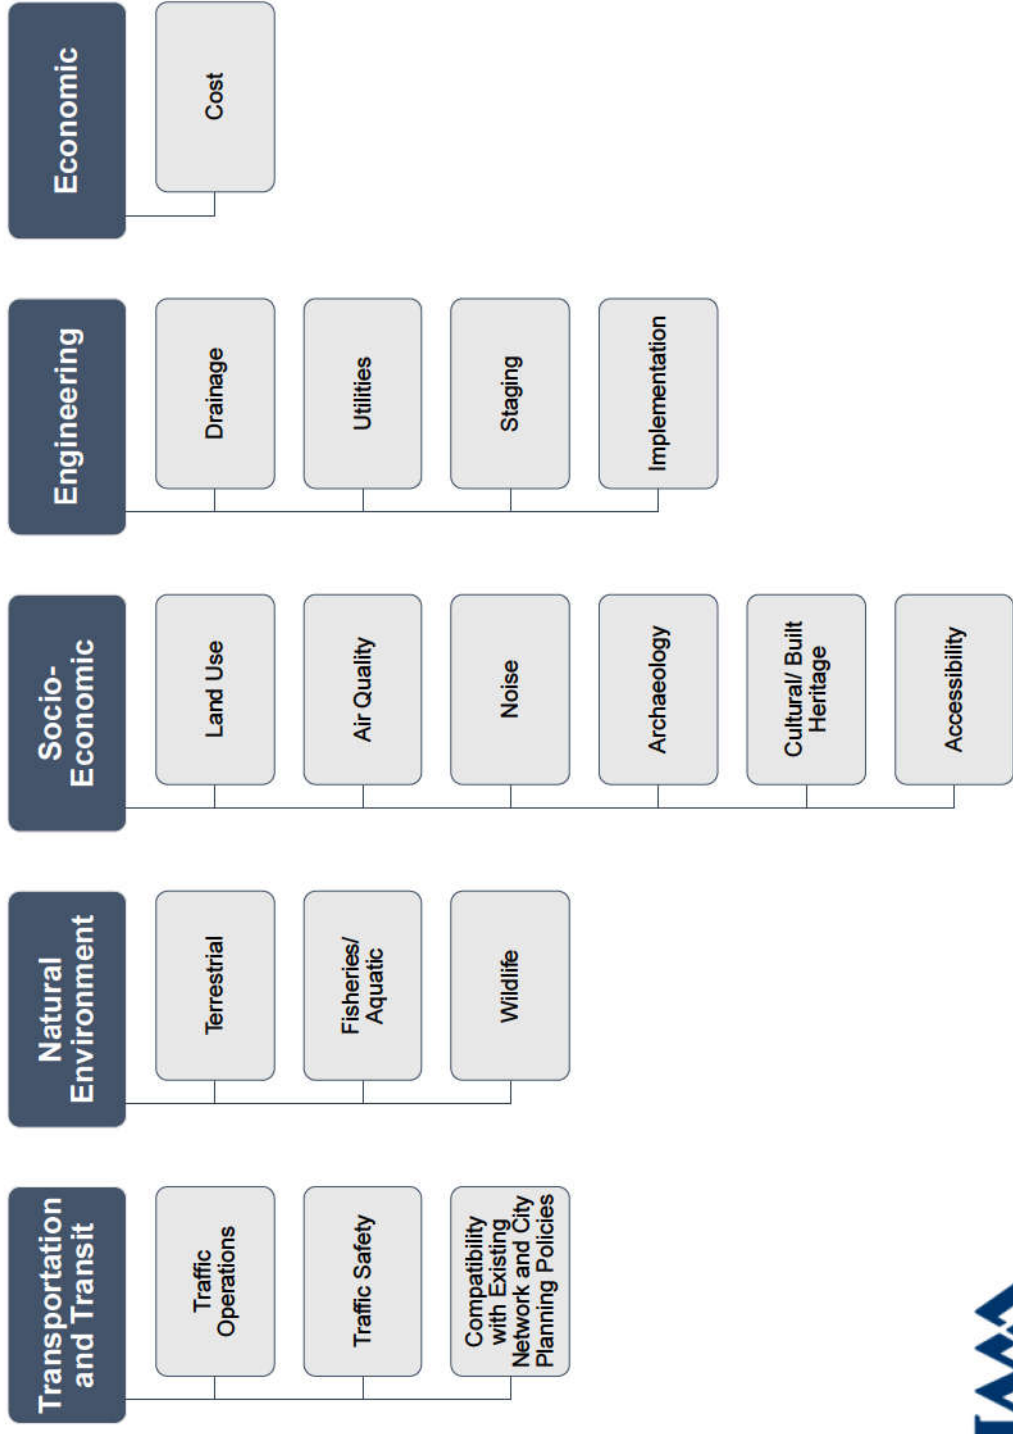 Transportation
and Transit
Traffic
Operations
Traffic Safety
Compatibility
with Existing
Network and City
Planning Policies
Natural
Environment
Terrestrial
Fisheries/
Aquatic
Wildlife
Socio-
Economic
Land Use
Air Quality
Noise
Archaeology
Cultural/ Built
Heritage
Accessibility
Engineering
Drainage
Utilities
Staging
Implementation
Economic
Cost